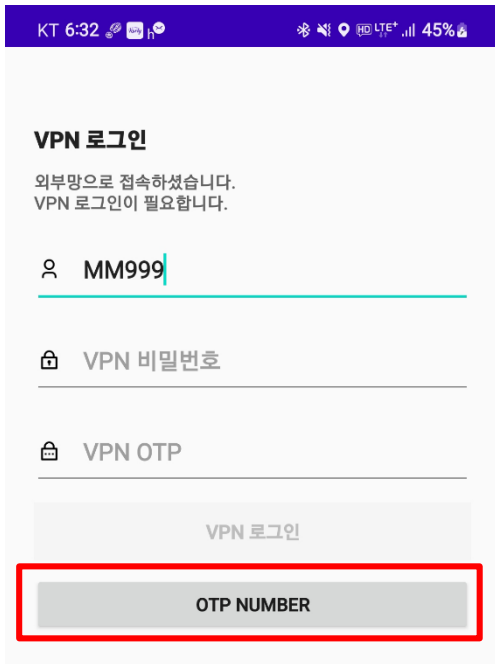 KT 6:32
HD LTE+ 45%
VPN 로그인
외부망으로 접속하셨습니다.
VPN 로그인이 필요합니다.
MM999
VPN 비밀번호
VPN OTP
VPN 로그인
OTP NUMBER